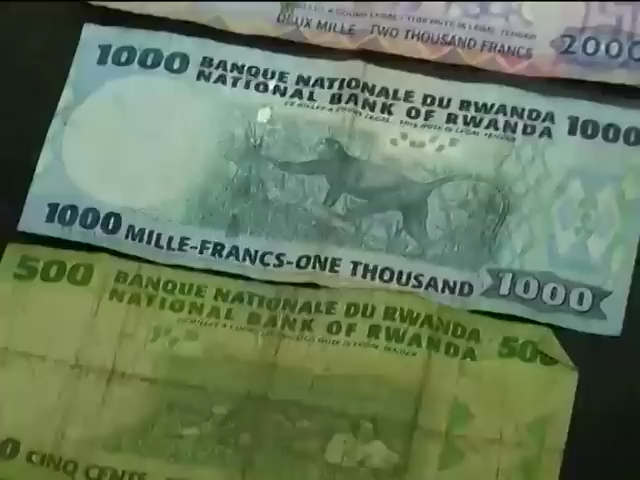 DEUX MILLE - TWO THOUSAND FRANCS
2000
1000 BANQUE NATIONALE DU RWANDA 1000
NATIONAL BANK OF RWANDA
1000 MILLE-FRANCS-ONE THOUSAND 1000
500 BANQUE NATIONALE DU RWANDA 500
NATIONAL BANK OF RWANDA
CINQ CENTS